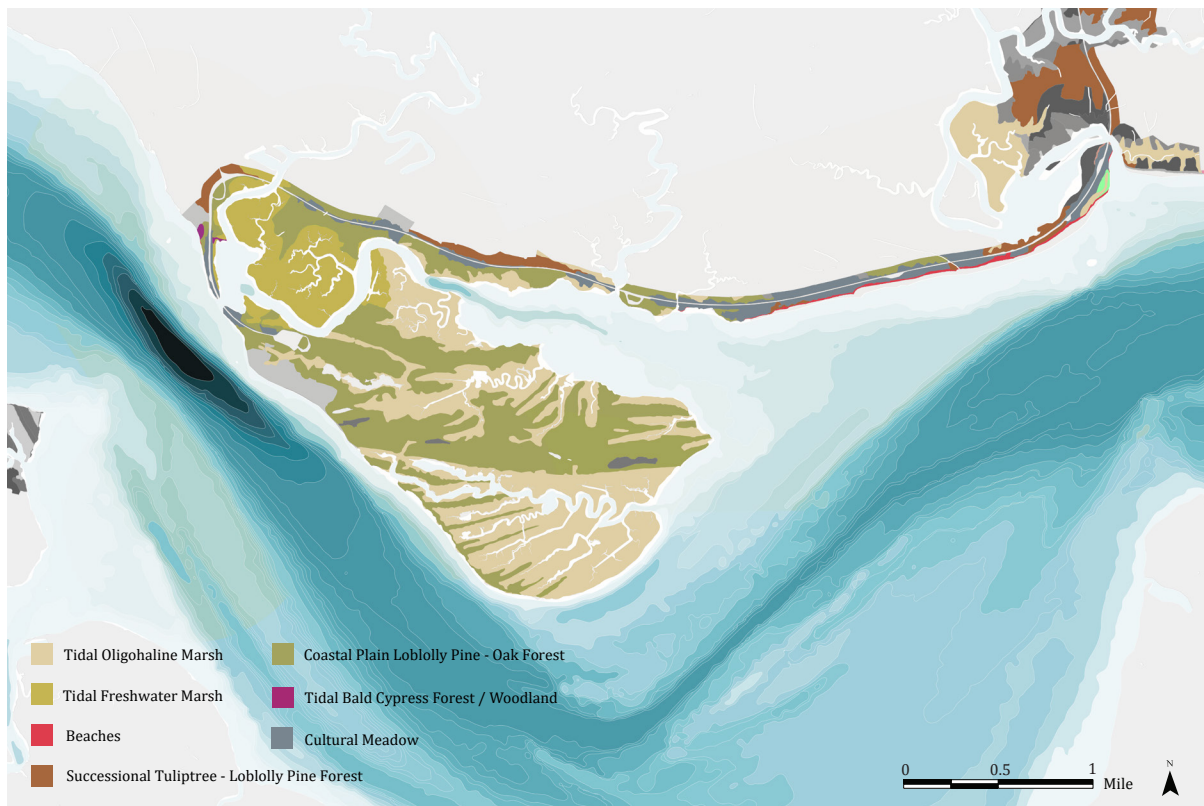 Tidal Oligohaline Marsh
Tidal Freshwater Marsh
Beaches
Successional Tuliptree - Loblolly Pine Forest
Coastal Plain Loblolly Pine - Oak Forest
Tidal Bald Cypress Forest / Woodland
Cultural Meadow
0 0.5 1
Mile
N